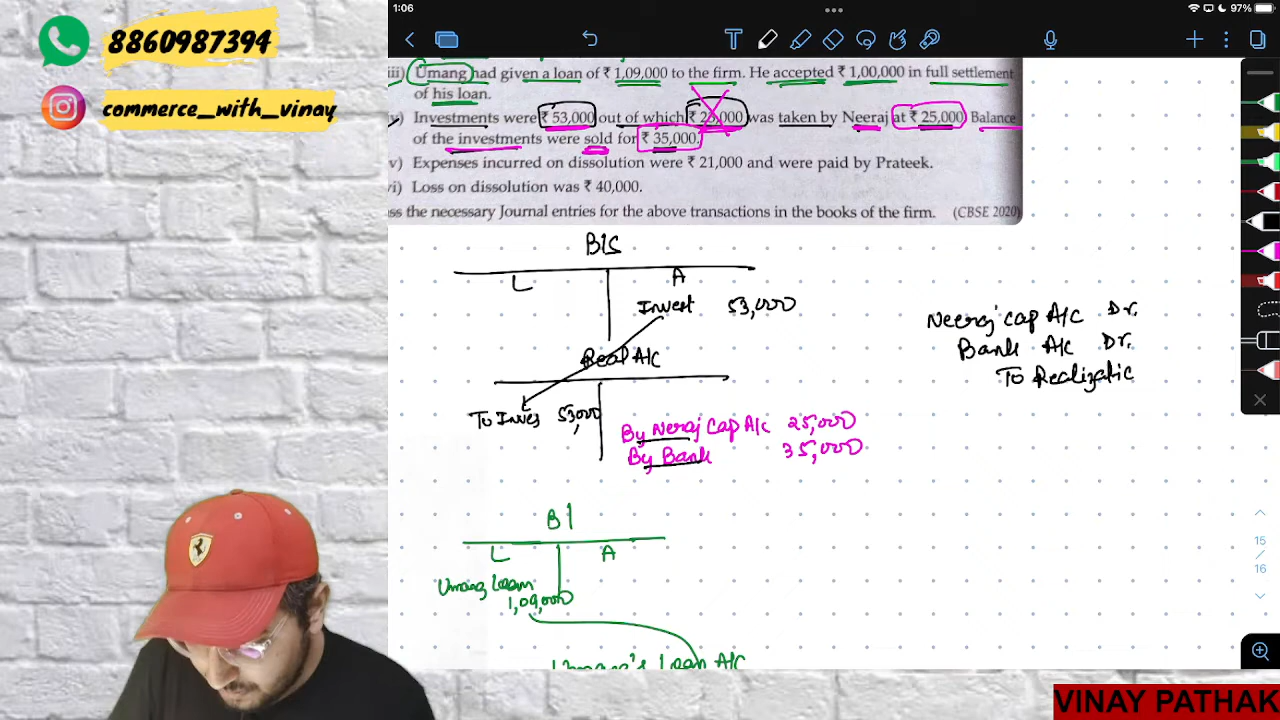 8860987394
commerce_with_vinay
1:06
97%
iii) Umang had given a loan of ₹ 1,09,000 to the firm. He accepted ₹ 1,00,000 in full settlement
of his loan.
Investments were ₹ 53,000 out of which ₹ 23,000 was taken by Neeraj at ₹ 25,000. Balance
of the investments were sold for ₹ 35,000.
v) Expenses incurred on dissolution were ₹ 21,000 and were paid by Prateek.
vi) Loss on dissolution was ₹ 40,000.
ss the necessary Journal entries for the above transactions in the books of the firm. (CBSE 2020)
B/S
L A
Invest 53,000
Real A/c
To Inves 53,000
By Neraj Cap A/c 25,000
By Bank 35,000
Neeraj cap A/c Dr.
Bank A/c Dr.
To Realizatic
B/
L A
Umang Loan
1,09,000
Umang's Loan A/C
15
/
16
VINAY PATHAK